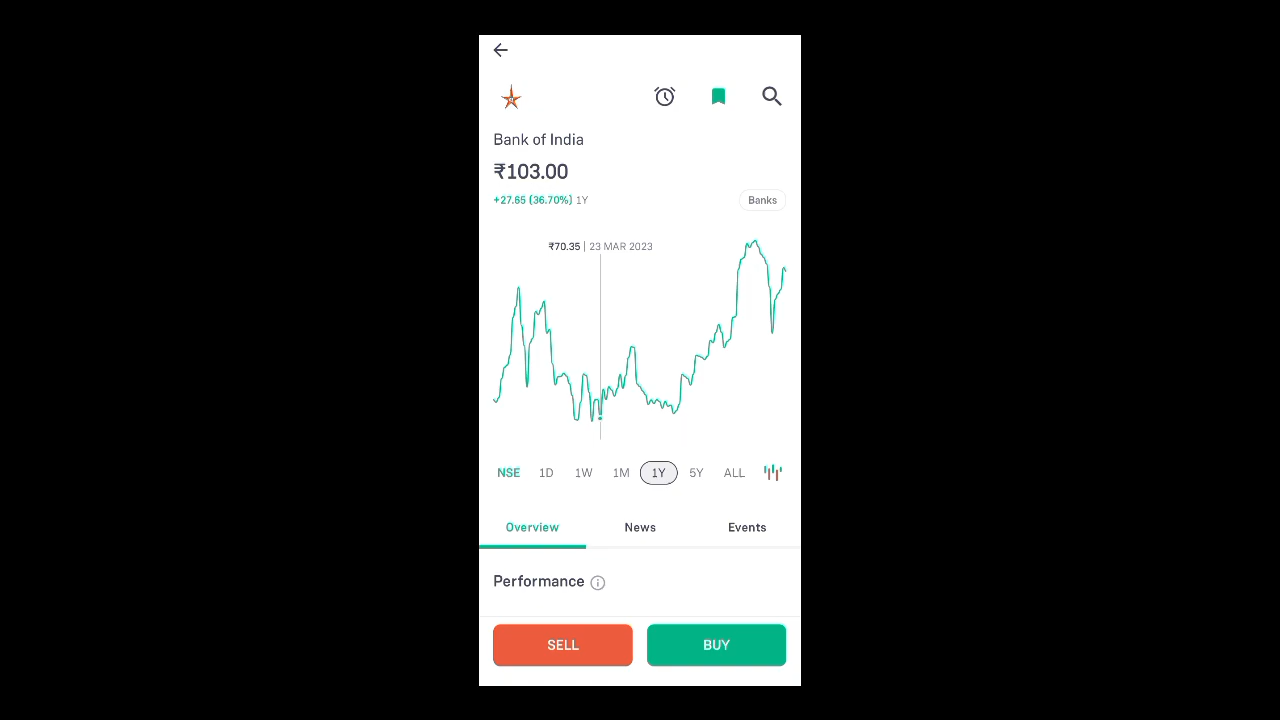 Bank of India
₹103.00
+27.65 (36.70%) 1Y
Banks
₹70.35 | 23 MAR 2023
NSE 1D 1W 1M 1Y 5Y ALL
Overview News Events
Performance
SELL BUY